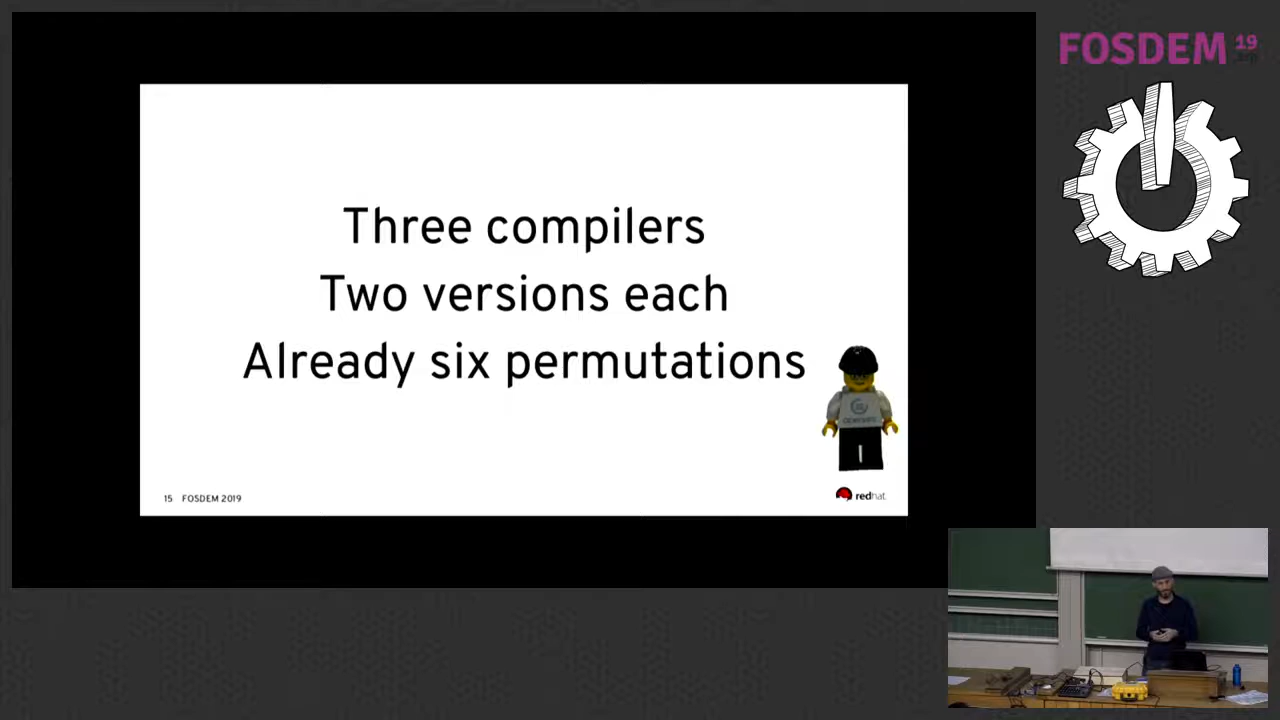 FOSDEM 19
Three compilers
Two versions each
Already six permutations
15 FOSDEM 2019
redhat